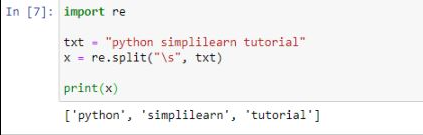 In [7]: import re
txt = "python simplilearn tutorial"
x = re.split("\s", txt)
print(x)
['python', 'simplilearn', 'tutorial']